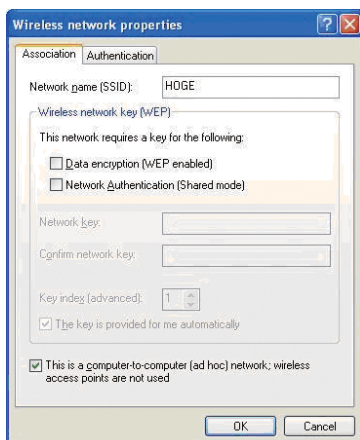 Wireless network properties
Association
Authentication
Network name (SSID):
HOGE
Wireless network key (WEP)
This network requires a key for the following:
Data encryption (WEP enabled)
Network Authentication (Shared mode)
Network key:
Confirm network key:
Key index (advanced):
1
The key is provided for me automatically
This is a computer-to-computer (ad hoc) network; wireless
access points are not used
OK
Cancel